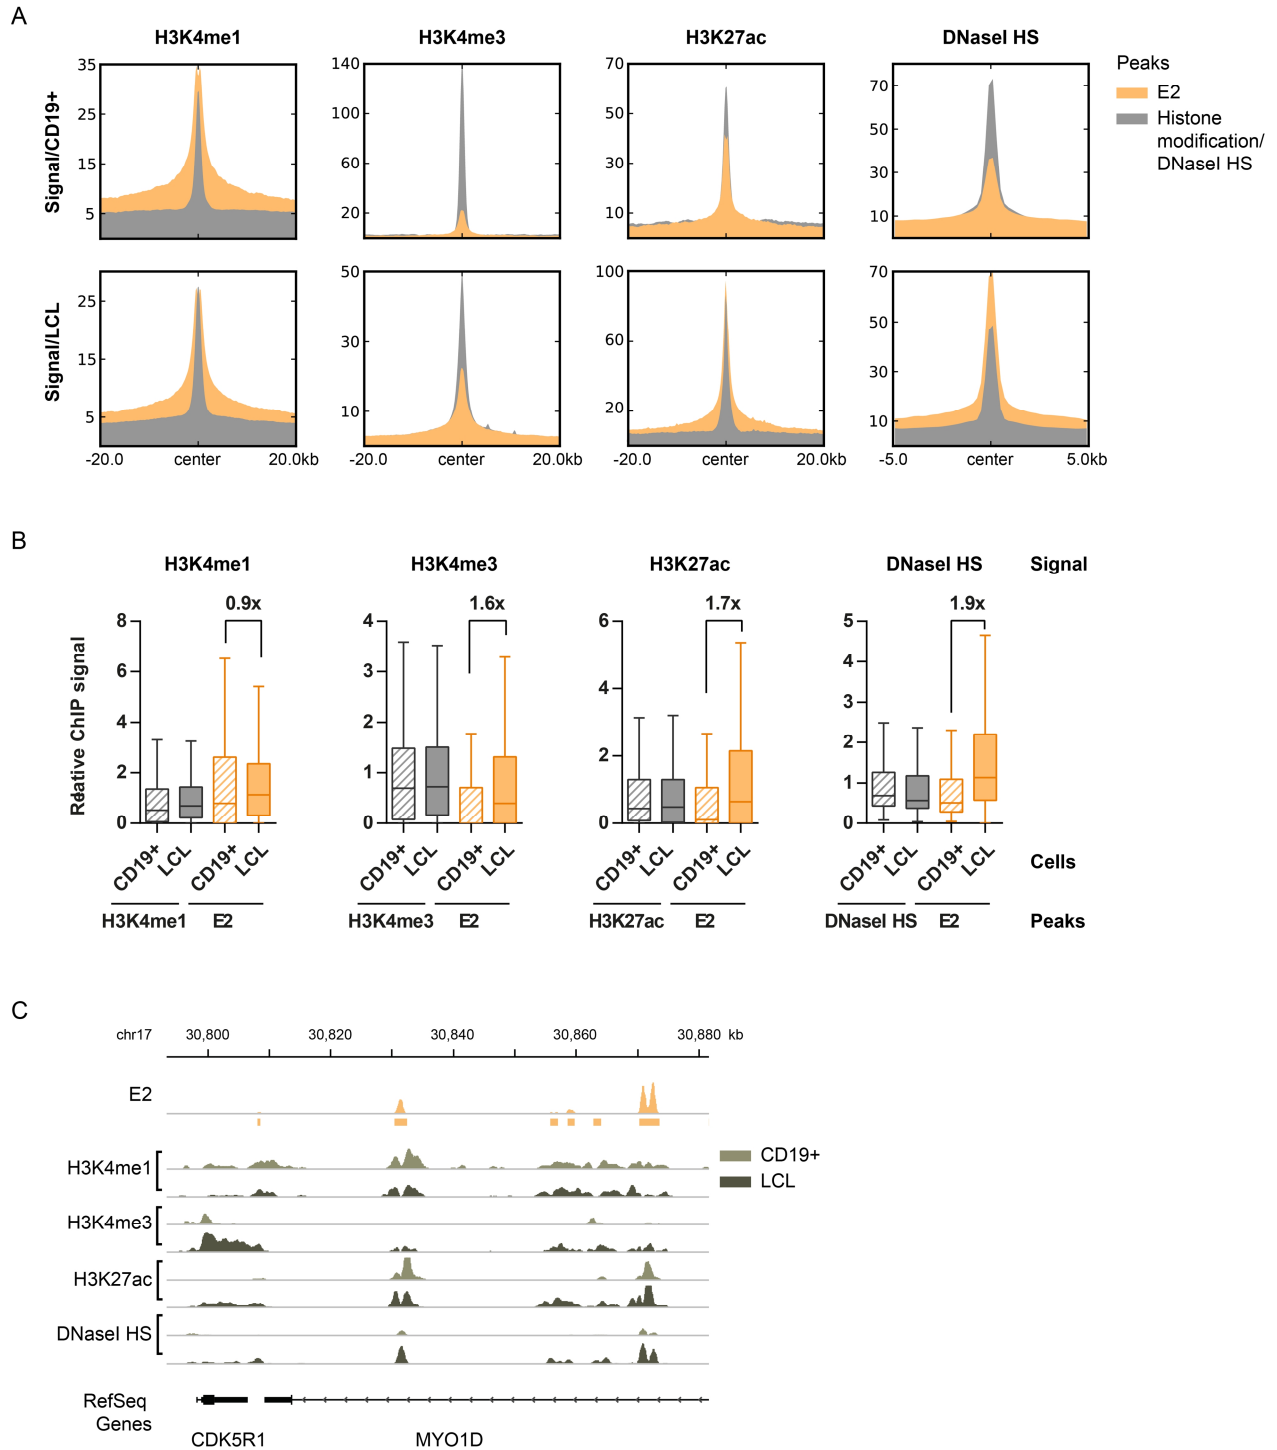 A
H3K4me1 H3K4me3 H3K27ac DNaseI HS
Peaks
E2
Histone
modification/
DNaseI HS
Signal/CD19+
35 25 15 5
140 100 60 20
70 50 30 10
70 50 30 10
Signal/LCL
25 15 5
50 30 10
100 60 20
70 50 30 10
-20.0 center 20.0kb -20.0 center 20.0kb -20.0 center 20.0kb -5.0 center 5.0kb
B
H3K4me1 H3K4me3 H3K27ac DNaseI HS Signal
0.9x 1.6x 1.7x 1.9x
Relative ChIP signal
8 6 4 2 0
4 3 2 1 0
6 4 2 0
5 4 3 2 1 0
CD19+ LCL CD19+ LCL CD19+ LCL CD19+ LCL CD19+ LCL CD19+ LCL CD19+ LCL CD19+ LCL Cells
H3K4me1 E2 H3K4me3 E2 H3K27ac E2 DNaseI HS E2 Peaks
C
chr17 30,800 30,820 30,840 30,860 30,880 kb
E2
H3K4me1
CD19+
LCL
H3K4me3
H3K27ac
DNaseI HS
RefSeq
Genes
CDK5R1 MYO1D